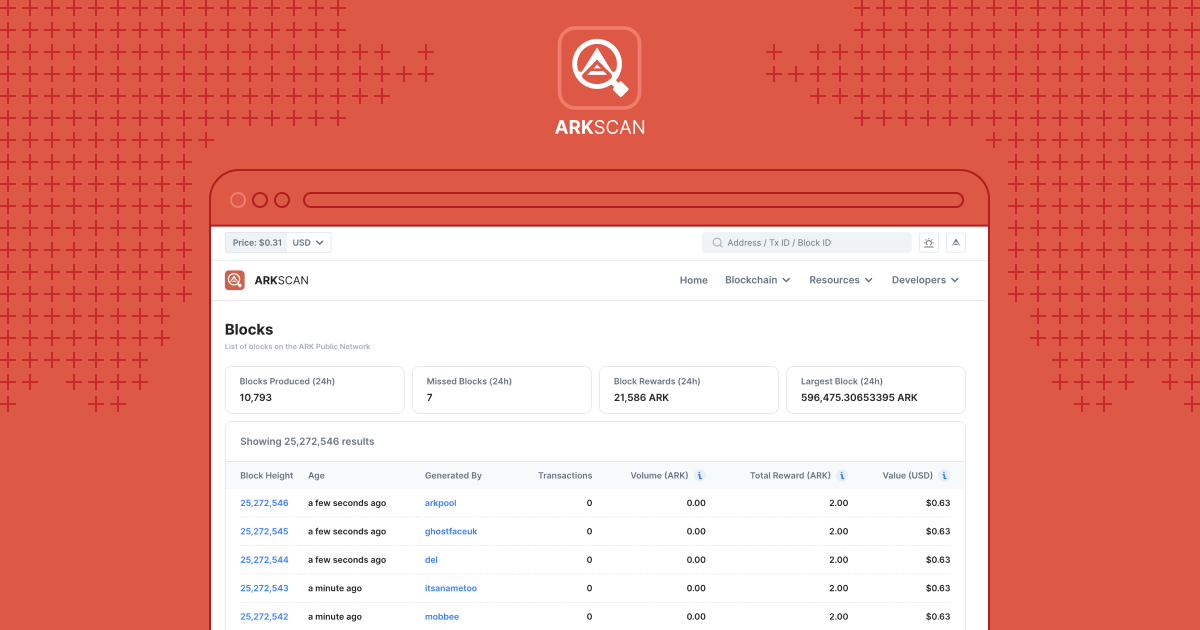 ARKSCAN
Price: $0.31 USD
Address / Tx ID / Block ID
ARKSCAN
Home Blockchain Resources Developers
Blocks
List of blocks on the ARK Public Network
Blocks Produced (24h) Missed Blocks (24h) Block Rewards (24h) Largest Block (24h)
10,793 7 21,586 ARK 596,475.30653395 ARK
Showing 25,272,546 results
Block Height Age Generated By Transactions Volume (ARK) i Total Reward (ARK) i Value (USD) i
25,272,546 a few seconds ago arkpool 0 0.00 2.00 $0.63
25,272,545 a few seconds ago ghostfaceuk 0 0.00 2.00 $0.63
25,272,544 a few seconds ago del 0 0.00 2.00 $0.63
25,272,543 a minute ago itsanametoo 0 0.00 2.00 $0.63
25,272,542 a minute ago mobbee 0 0.00 2.00 $0.63